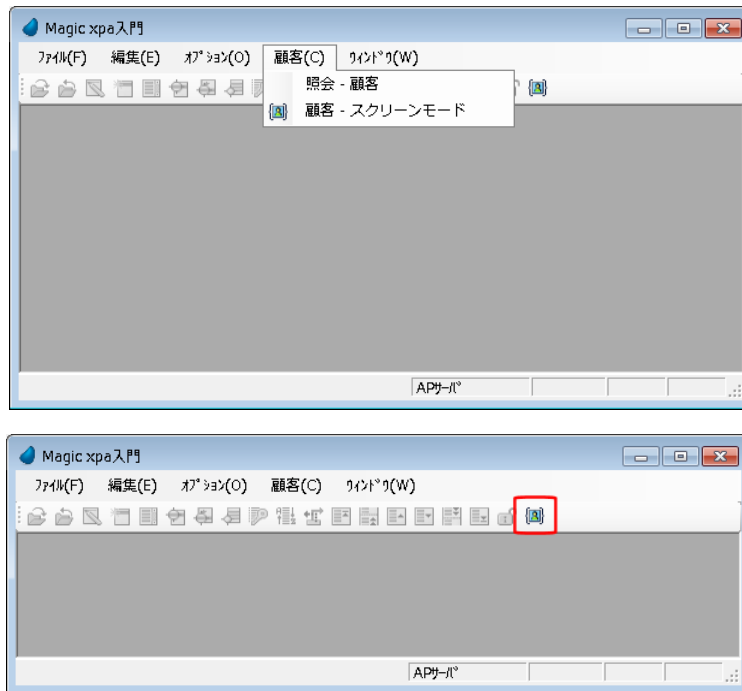 Magic xpa入門
ﾌｧｲﾙ(F) 編集(E) ｵﾌﾟｼｮﾝ(O) 顧客(C) ｳｨﾝﾄﾞｳ(W)
照会 - 顧客
顧客 - スクリーンモード
APｻｰﾊﾞ
Magic xpa入門
ﾌｧｲﾙ(F) 編集(E) ｵﾌﾟｼｮﾝ(O) 顧客(C) ｳｨﾝﾄﾞｳ(W)
APｻｰﾊﾞ